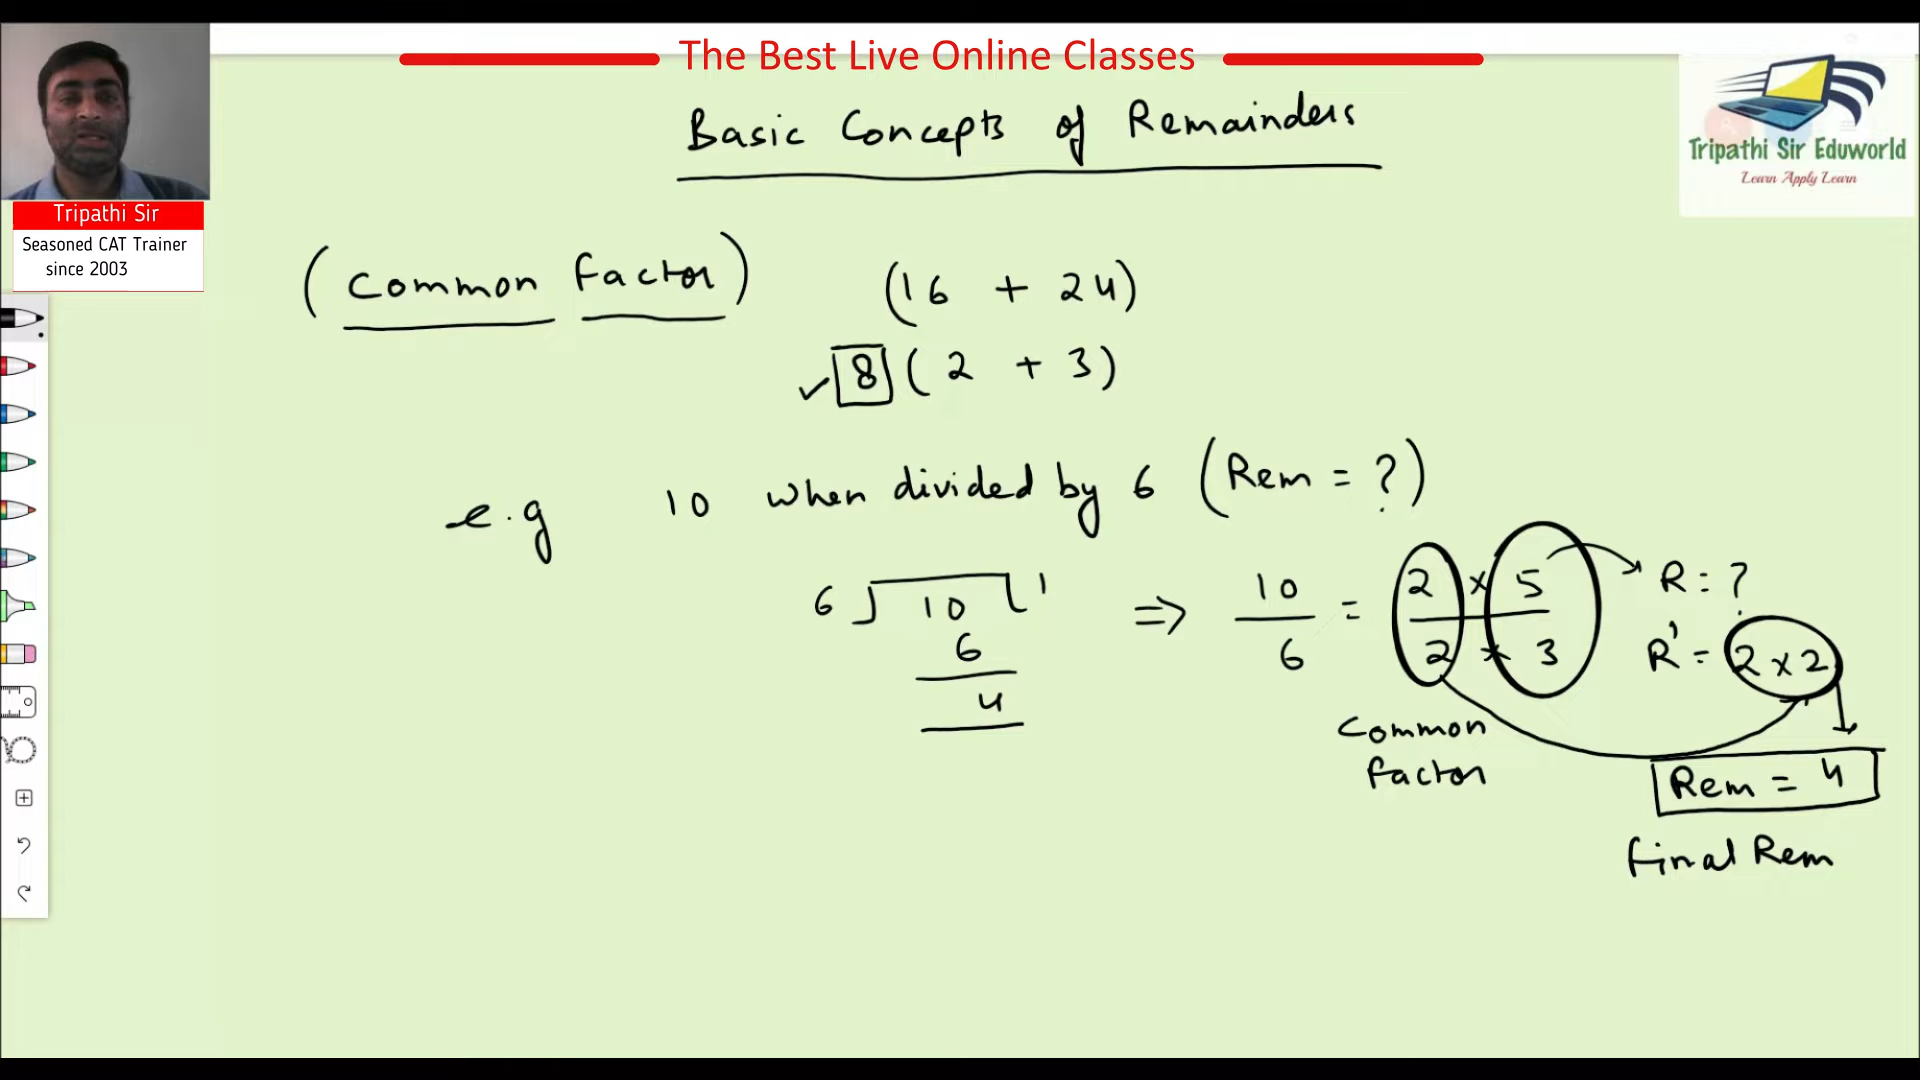 The Best Live Online Classes
Basic Concepts of Remainders
Tripathi Sir Eduworld
Learn Apply Learn
Tripathi Sir
Seasoned CAT Trainer
since 2003
(Common Factor) (16 + 24)
✓ 8 (2 + 3)
e.g 10 when divided by 6 (Rem = ?)
6 10 1
6
4
⇒ 10/6 = 2 × 5 / 2 × 3
R = ?
R' = 2 × 2
Common
Factor
Rem = 4
Final Rem